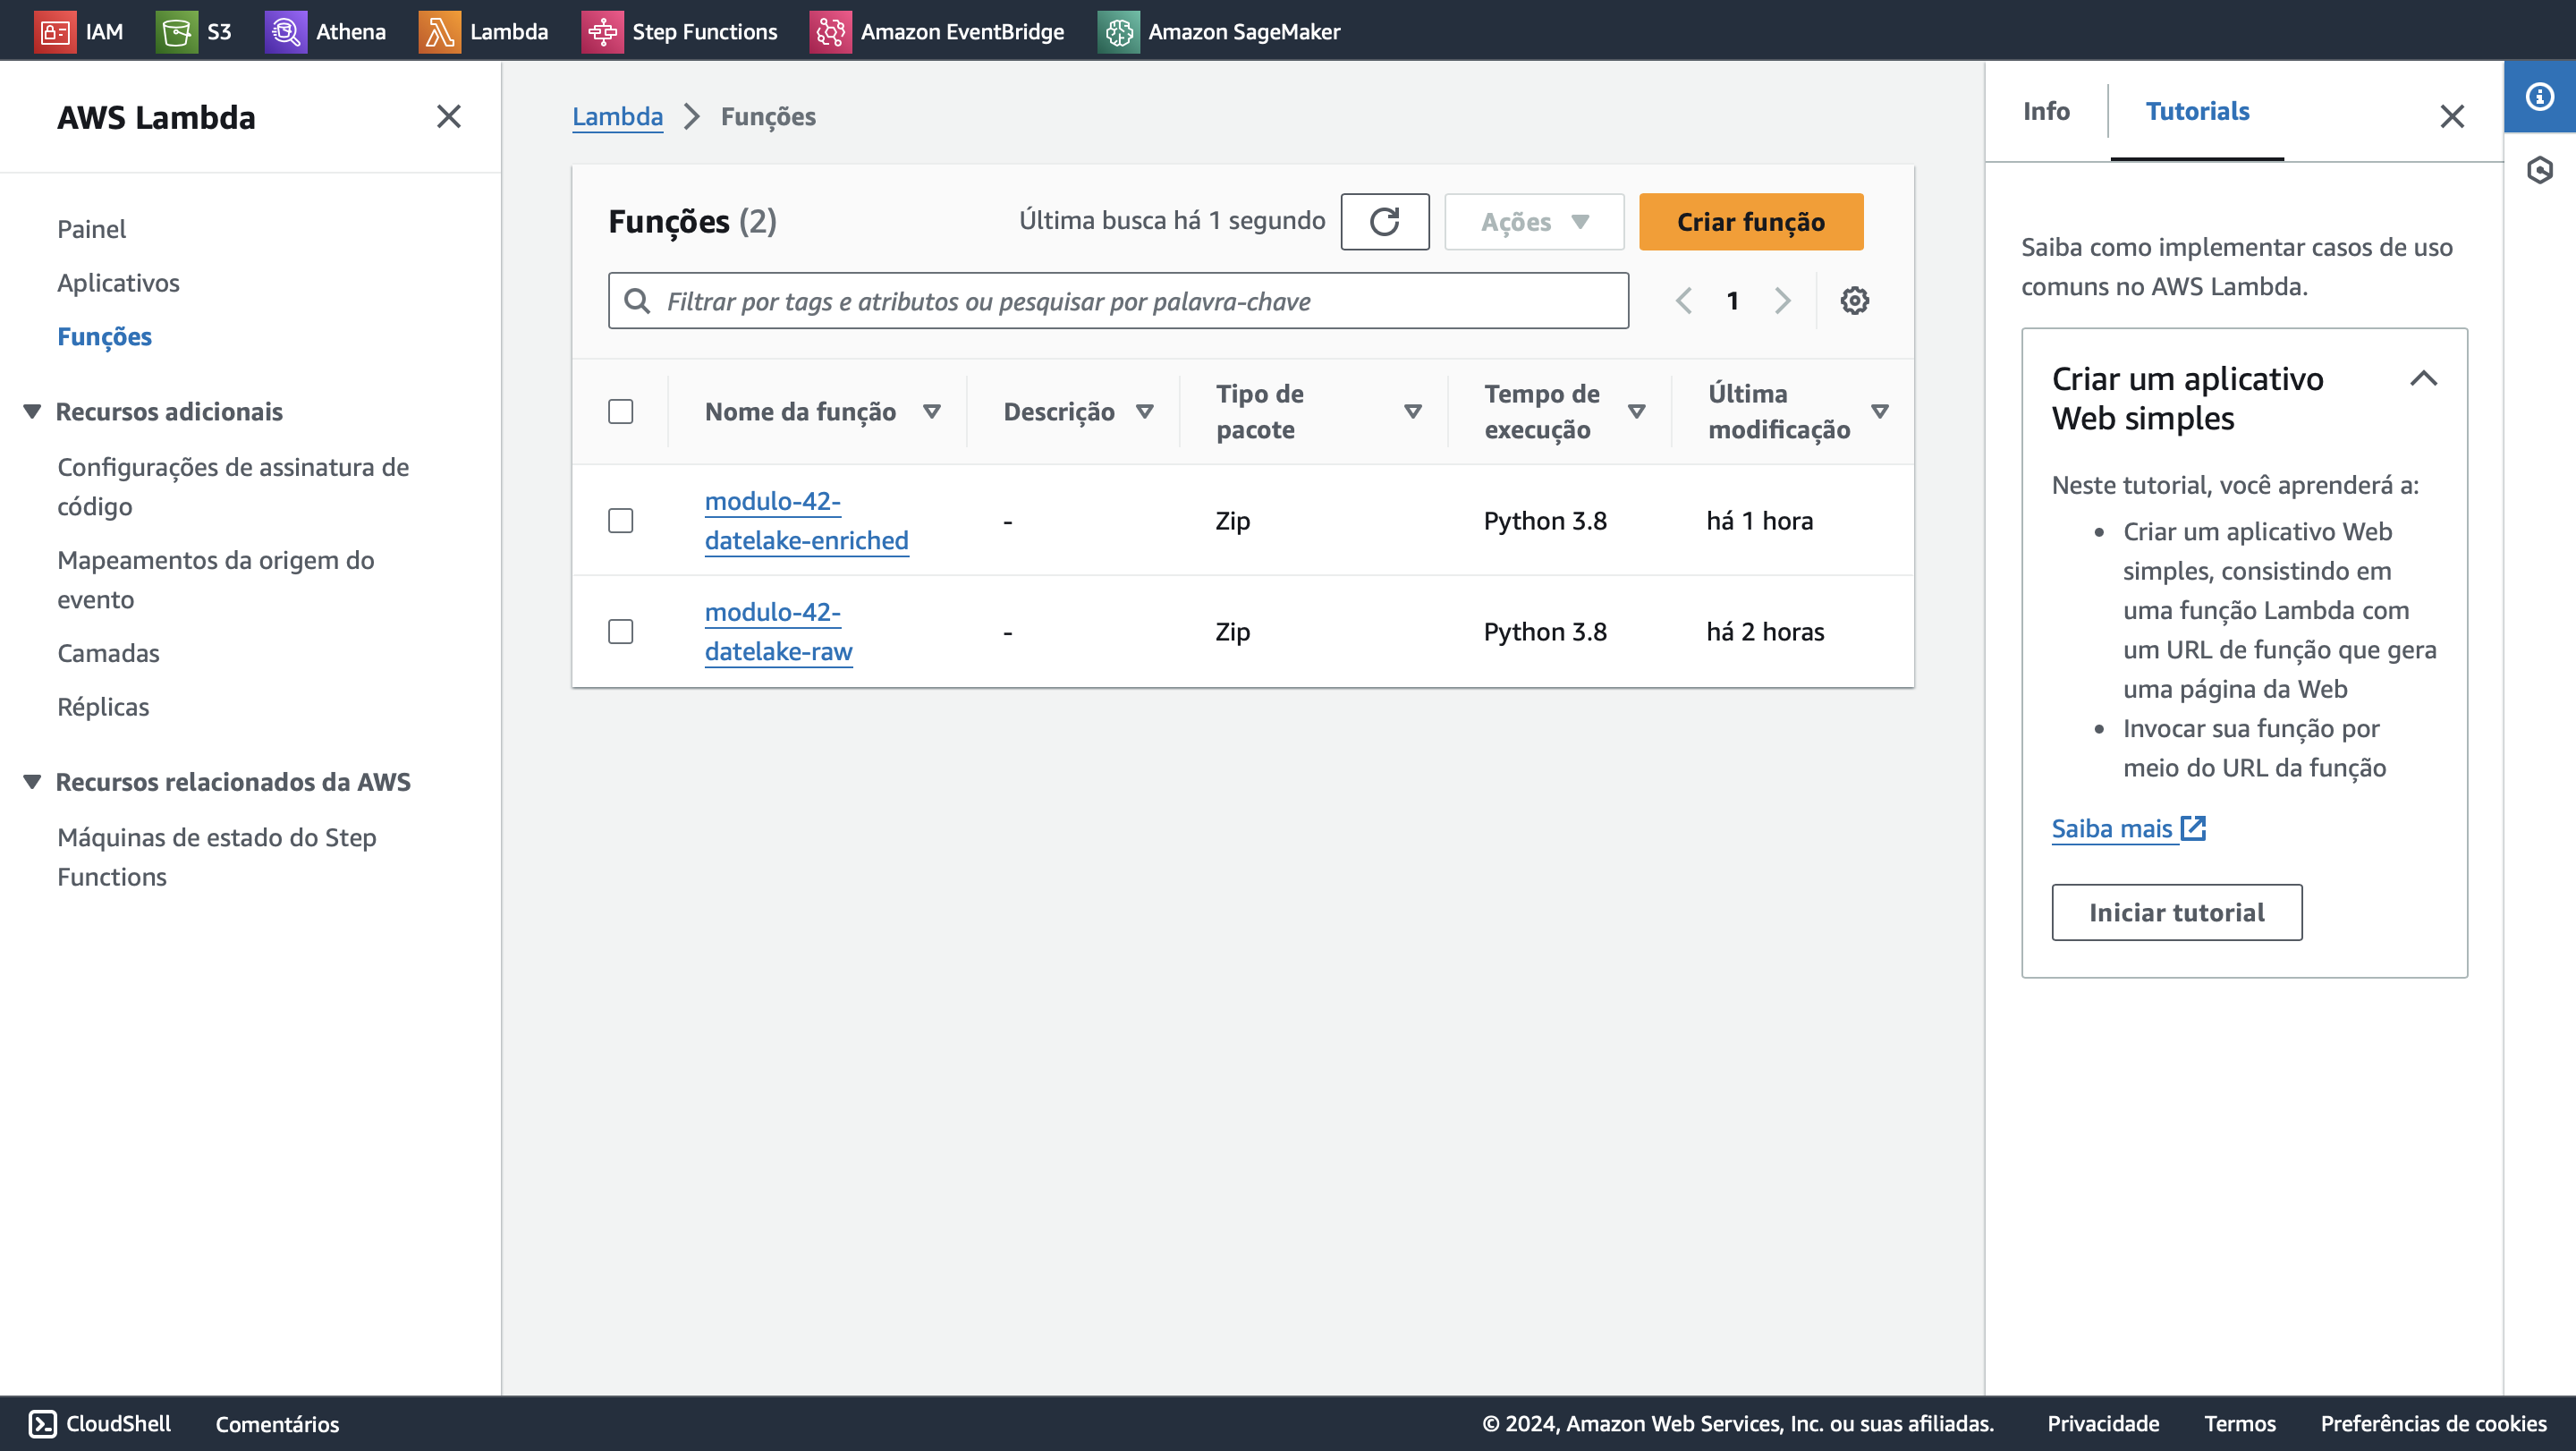 IAM S3 Athena Lambda Step Functions Amazon EventBridge Amazon SageMaker
AWS Lambda
Painel
Aplicativos
Funções
Recursos adicionais
Configurações de assinatura de
código
Mapeamentos da origem do
evento
Camadas
Réplicas
Recursos relacionados da AWS
Máquinas de estado do Step
Functions
Lambda Funções
Funções (2)
Última busca há 1 segundo
Ações
Criar função
Filtrar por tags e atributos ou pesquisar por palavra-chave
1
Nome da função
Descrição
Tipo de
pacote
Tempo de
execução
Última
modificação
modulo-42-
datelake-enriched
-
Zip
Python 3.8
há 1 hora
modulo-42-
datelake-raw
-
Zip
Python 3.8
há 2 horas
Info
Tutorials
Saiba como implementar casos de uso
comuns no AWS Lambda.
Criar um aplicativo
Web simples
Neste tutorial, você aprenderá a:
• Criar um aplicativo Web
simples, consistindo em
uma função Lambda com
um URL de função que gera
uma página da Web
• Invocar sua função por
meio do URL da função
Saiba mais
Iniciar tutorial
CloudShell Comentários © 2024, Amazon Web Services, Inc. ou suas afiliadas. Privacidade Termos Preferências de cookies